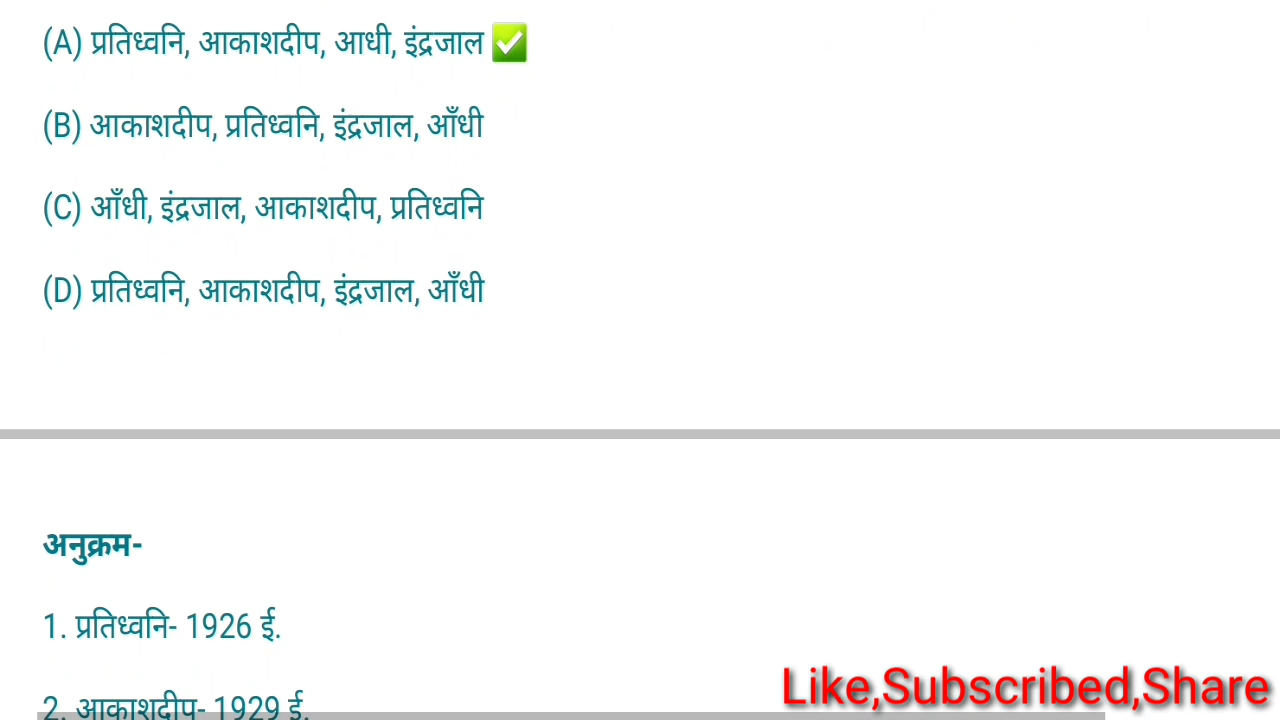 (A) प्रतिध्वनि, आकाशदीप, आधी, इंद्रजाल ✅
(B) आकाशदीप, प्रतिध्वनि, इंद्रजाल, आँधी
(C) आँधी, इंद्रजाल, आकाशदीप, प्रतिध्वनि
(D) प्रतिध्वनि, आकाशदीप, इंद्रजाल, आँधी
अनुक्रम-
1. प्रतिध्वनि- 1926 ई.
2. आकाशदीप- 1929 ई.
Like,Subscribed,Share